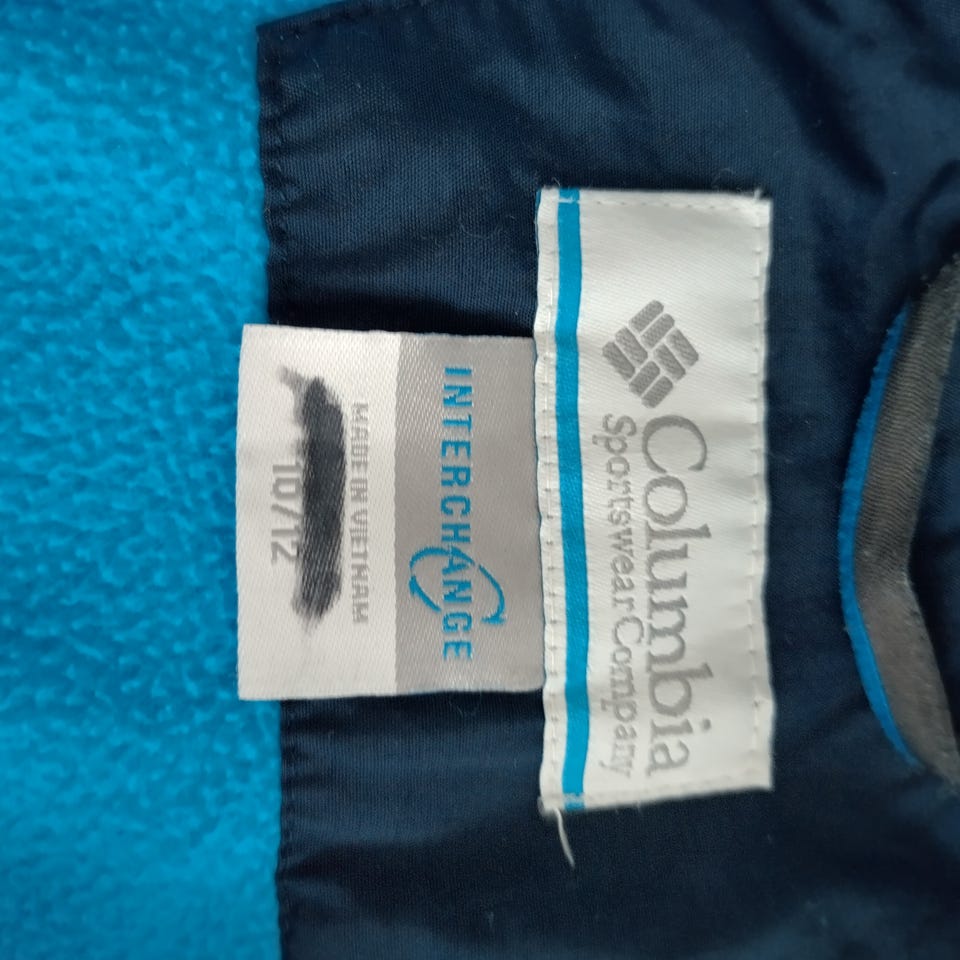 Columbia
Sportswear Company
INTERCHANGE
MADE IN VIETNAM
10/12